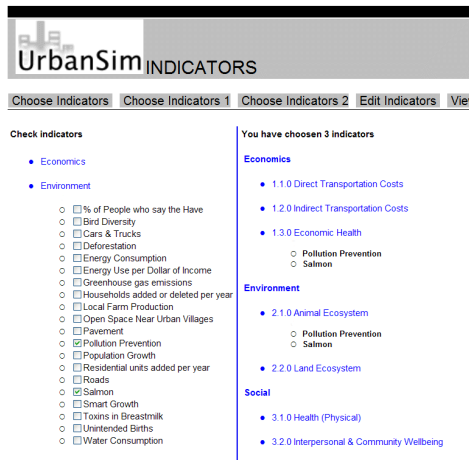 UrbanSim INDICATORS
Choose Indicators Choose Indicators 1 Choose Indicators 2 Edit Indicators Vie
Check indicators
Economics
Environment
% of People who say the Have
Bird Diversity
Cars & Trucks
Deforestation
Energy Consumption
Energy Use per Dollar of Income
Greenhouse gas emissions
Households added or deleted per year
Local Farm Production
Open Space Near Urban Villages
Pavement
Pollution Prevention
Population Growth
Residential units added per year
Roads
Salmon
Smart Growth
Toxins in Breastmilk
Unintended Births
Water Consumption
You have choosen 3 indicators
Economics
1.1.0 Direct Transportation Costs
1.2.0 Indirect Transportation Costs
1.3.0 Economic Health
Pollution Prevention
Salmon
Environment
2.1.0 Animal Ecosystem
Pollution Prevention
Salmon
2.2.0 Land Ecosystem
Social
3.1.0 Health (Physical)
3.2.0 Interpersonal & Community Wellbeing